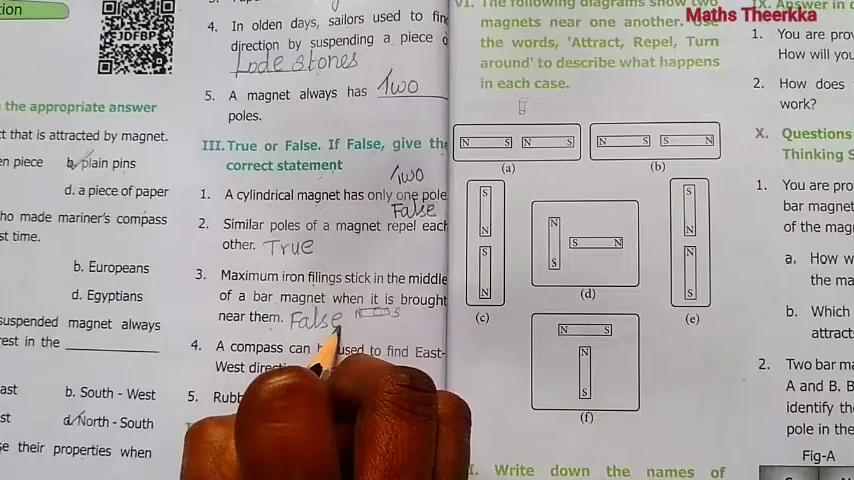 Maths Theerkka
JDFBP
tion
the appropriate answer
ct that is attracted by magnet.
en piece
b. plain pins
d. a piece of paper
ho made mariner's compass
st time.
b. Europeans
d. Egyptians
suspended magnet always
rest in the
ast
b. South - West
st
d. North - South
se their properties when
4. In olden days, sailors used to fin
direction by suspending a piece o
Lode stones
5. A magnet always has Two
poles.
III. True or False. If False, give the
correct statement
Two
1. A cylindrical magnet has only one pole
False
2. Similar poles of a magnet repel each
other. True
3. Maximum iron filings stick in the middle
of a bar magnet when it is brought
near them. False N S
4. A compass can used to find East-
West
5. Rubb
VI. The following diagrams show two
magnets near one another.
the words, 'Attract, Repel, Turn
around' to describe what happens
in each case.
N S N S
(a)
N S S N
(b)
S
N
S
N
(c)
N
S
S N
(d)
S
N
N
S
(e)
N S
N
S
(f)
I. Write down the names of
IX. Answer in
1. You are prov
How will you
2. How does
work?
X. Questions
Thinking S
1. You are pro
bar magnet
of the mag
a. How w
the ma
b. Which
attract
2. Two bar ma
A and B. B
identify the
pole in the
Fig-A